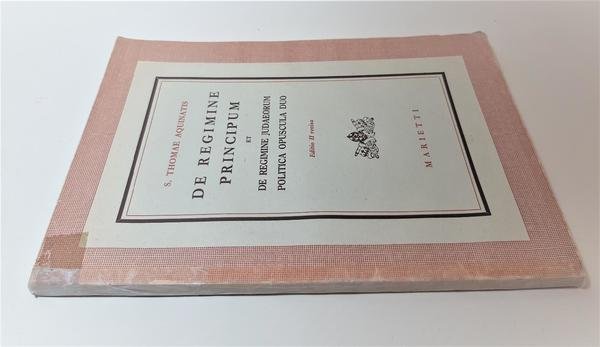 S. THOMAE AQUINATIS
DE REGIMINE
PRINCIPUM
ET
DE REGIMINE JUDAEORUM
POLITICA OPUSCULA DUO
Editio II revisa
MARIETTI